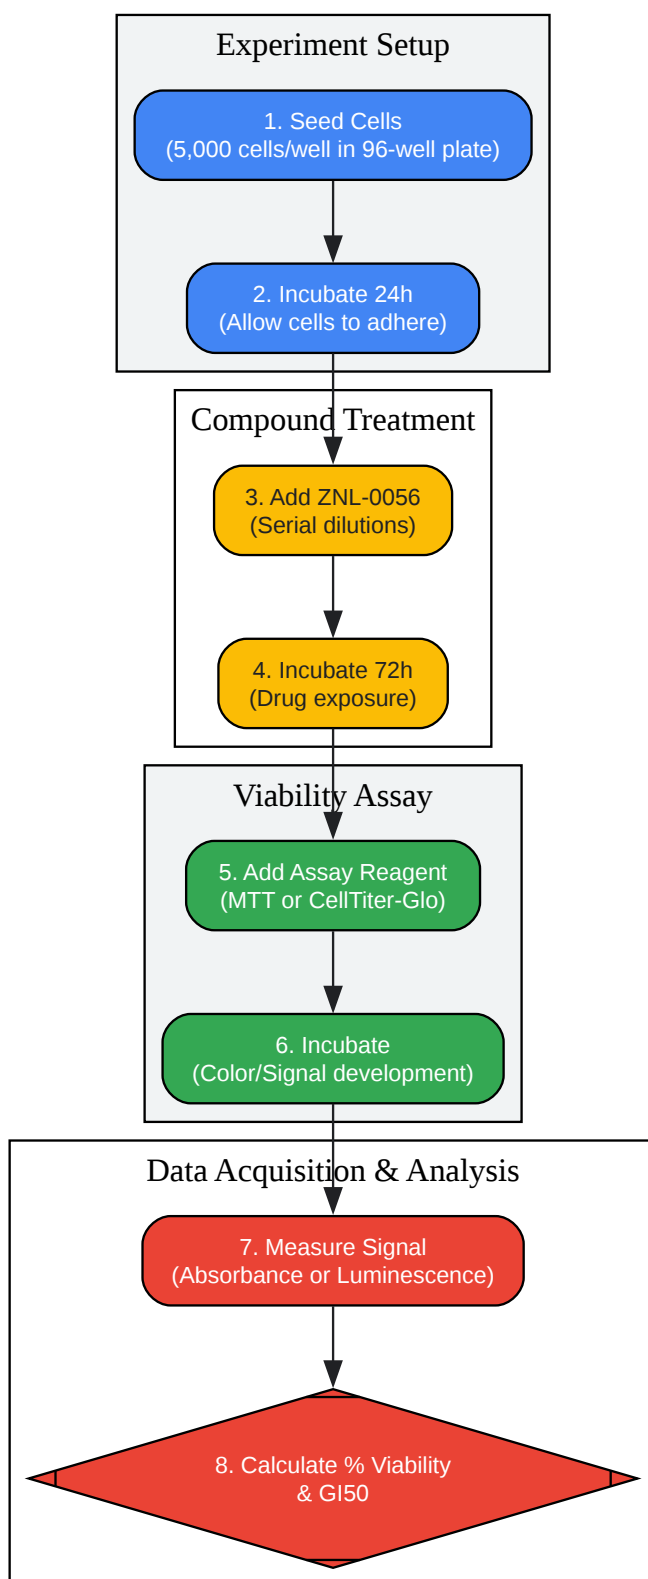 Experiment Setup
1. Seed Cells
(5,000 cells/well in 96-well plate)
2. Incubate 24h
(Allow cells to adhere)
Compound Treatment
3. Add ZNL-0056
(Serial dilutions)
4. Incubate 72h
(Drug exposure)
Viability Assay
5. Add Assay Reagent
(MTT or CellTiter-Glo)
6. Incubate
(Color/Signal development)
Data Acquisition & Analysis
7. Measure Signal
(Absorbance or Luminescence)
8. Calculate % Viability
& GI50